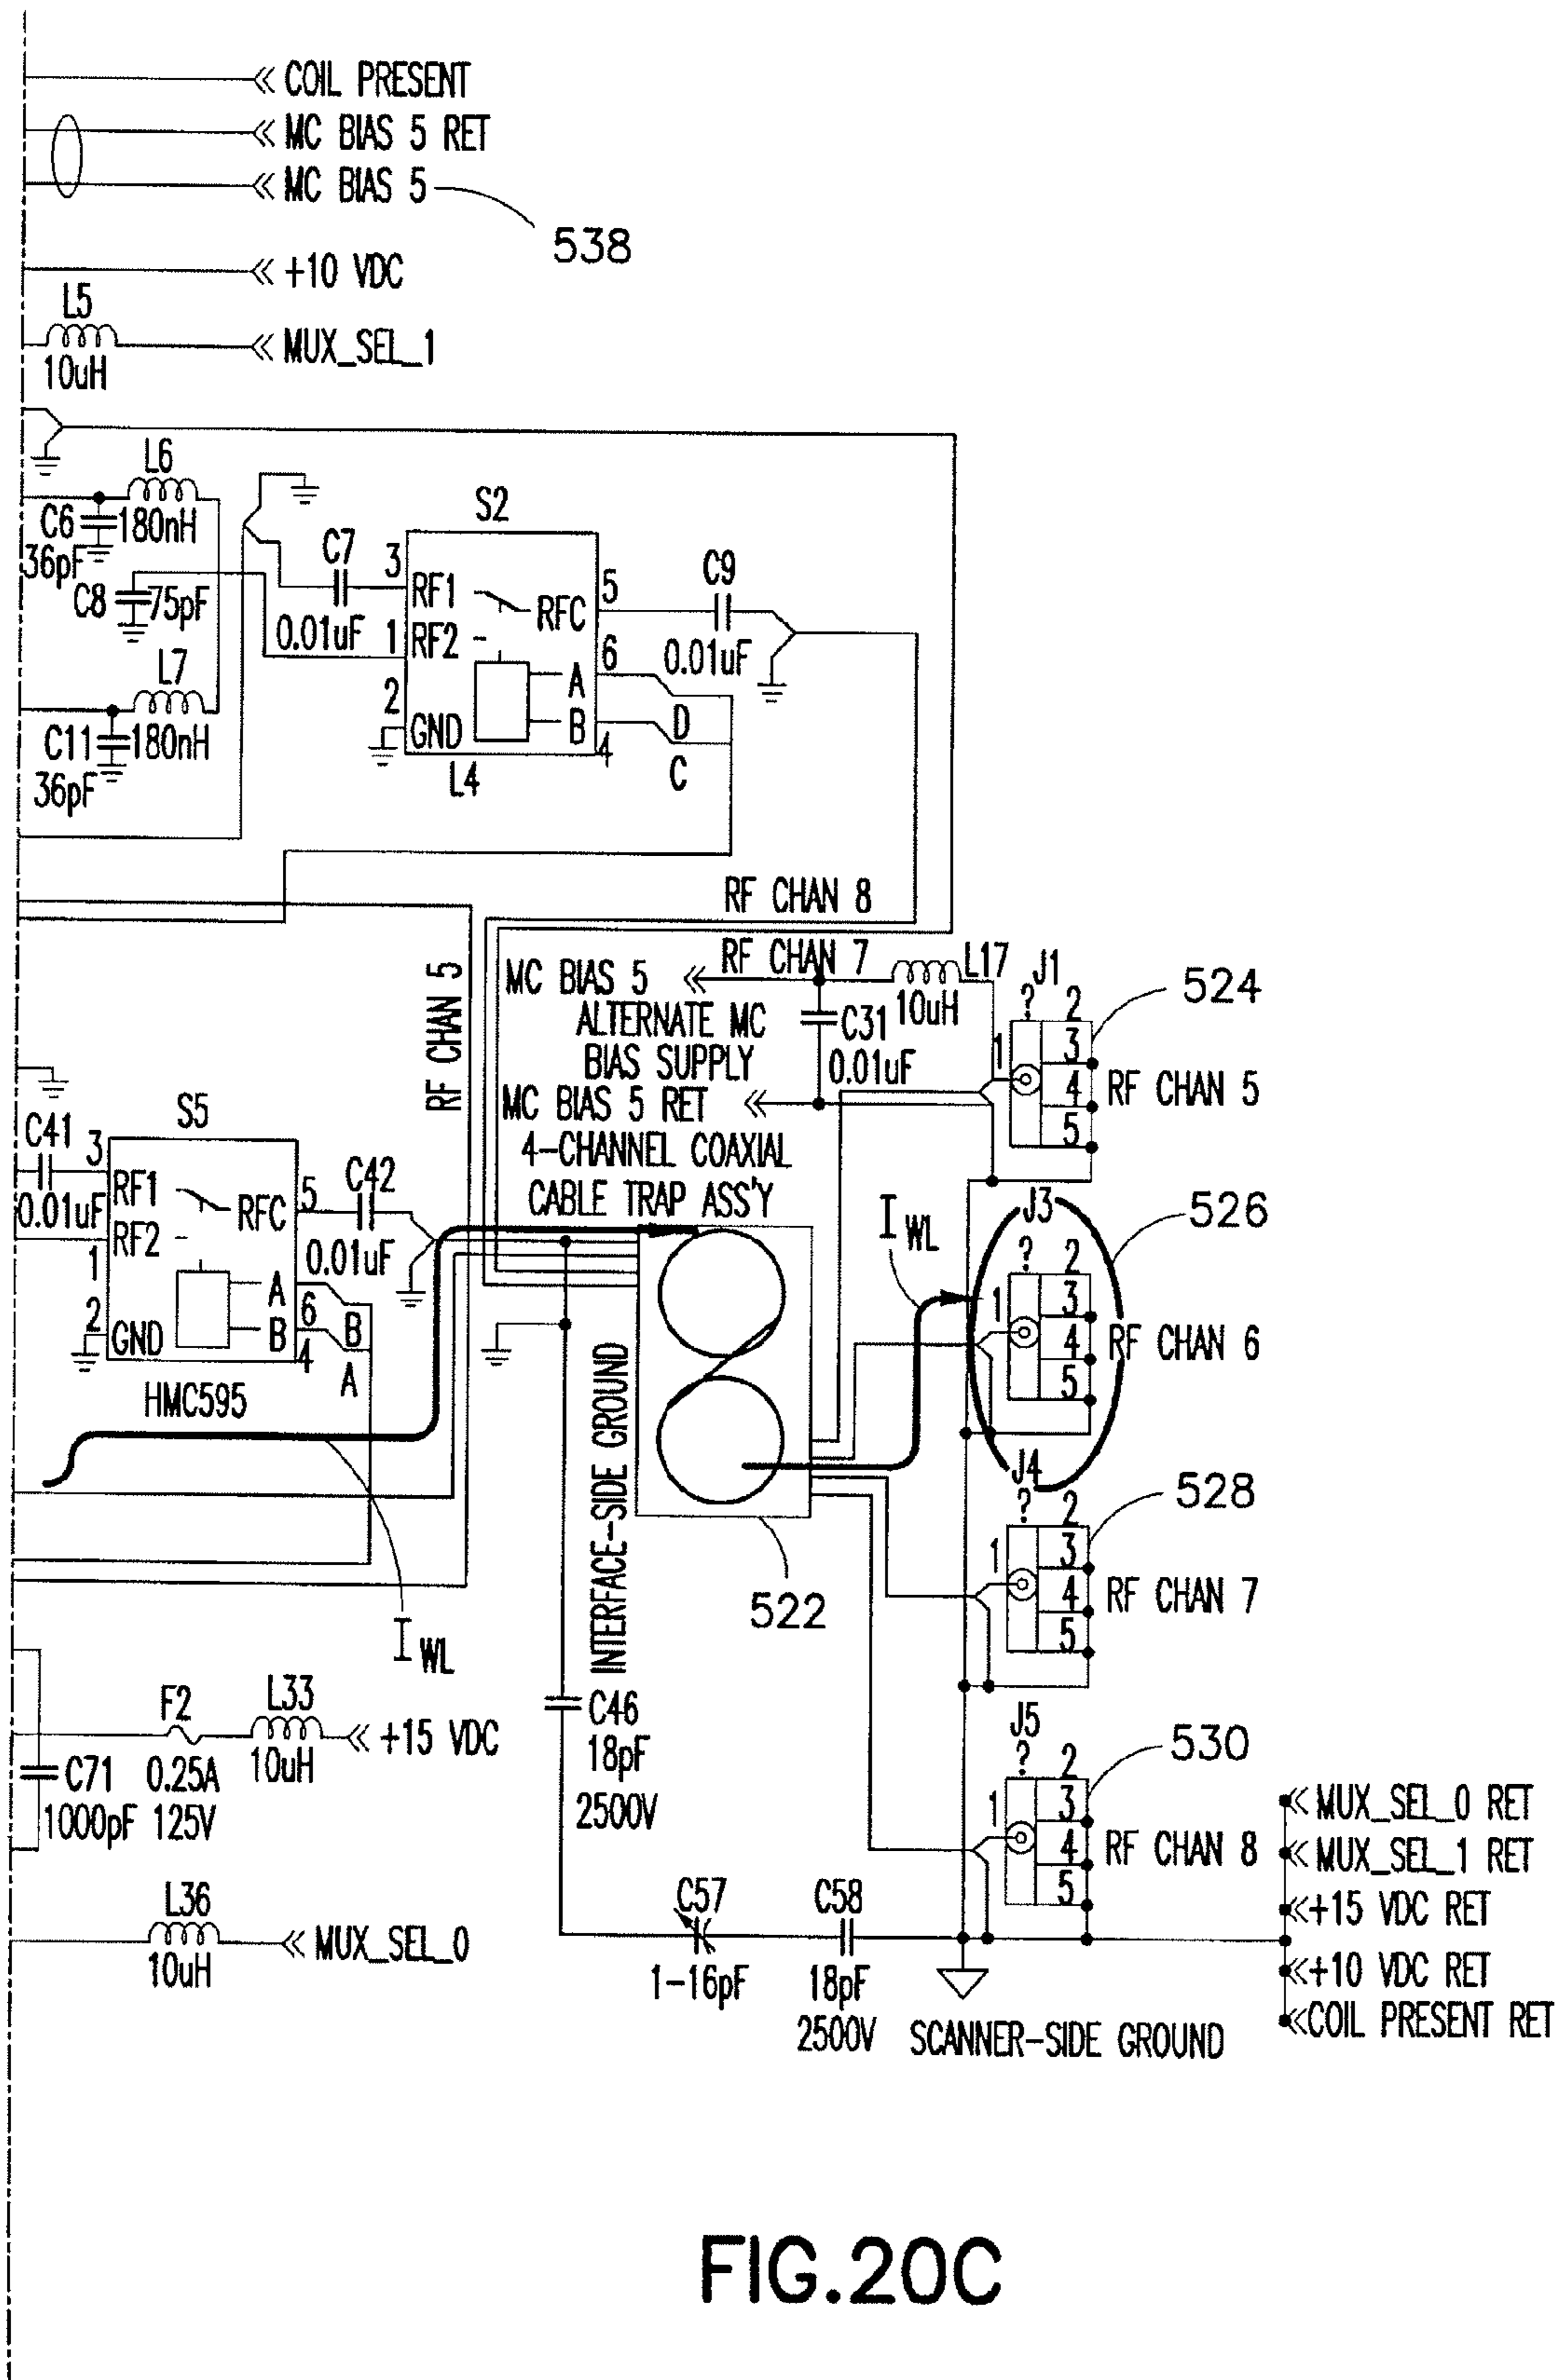 COIL PRESENT
MC BIAS 5 RET
MC BIAS 5
538
+10 VDC
L5
10uH
MUX_SEL_1
L6
180nH
C6
36pF
C8
75pF
L7
180nH
C11
36pF
C7
0.01uF
S2
3
RF1
1
RF2
2
GND
RFC
5
A
6
B
4
L4
D
C
C9
0.01uF
RF CHAN 8
RF CHAN 7
RF CHAN 5
MC BIAS 5
ALTERNATE MC
BIAS SUPPLY
MC BIAS 5 RET
C31
0.01uF
L17
10uH
J1
?
1
2
3
4
5
524
RF CHAN 5
4-CHANNEL COAXIAL
CABLE TRAP ASS'Y
C41
0.01uF
S5
3
RF1
1
RF2
2
GND
RFC
5
A
6
B
4
HMC595
B
A
C42
0.01uF
I WL
J3
?
1
2
3
4
5
526
RF CHAN 6
INTERFACE-SIDE GROUND
522
I WL
J4
?
1
2
3
4
5
528
RF CHAN 7
F2
0.25A
125V
L33
10uH
+15 VDC
C71
1000pF
C46
18pF
2500V
J5
?
1
2
3
4
5
530
RF CHAN 8
L36
10uH
MUX_SEL_0
C57
1-16pF
C58
18pF
2500V
SCANNER-SIDE GROUND
MUX_SEL_0 RET
MUX_SEL_1 RET
+15 VDC RET
+10 VDC RET
COIL PRESENT RET
FIG.20C